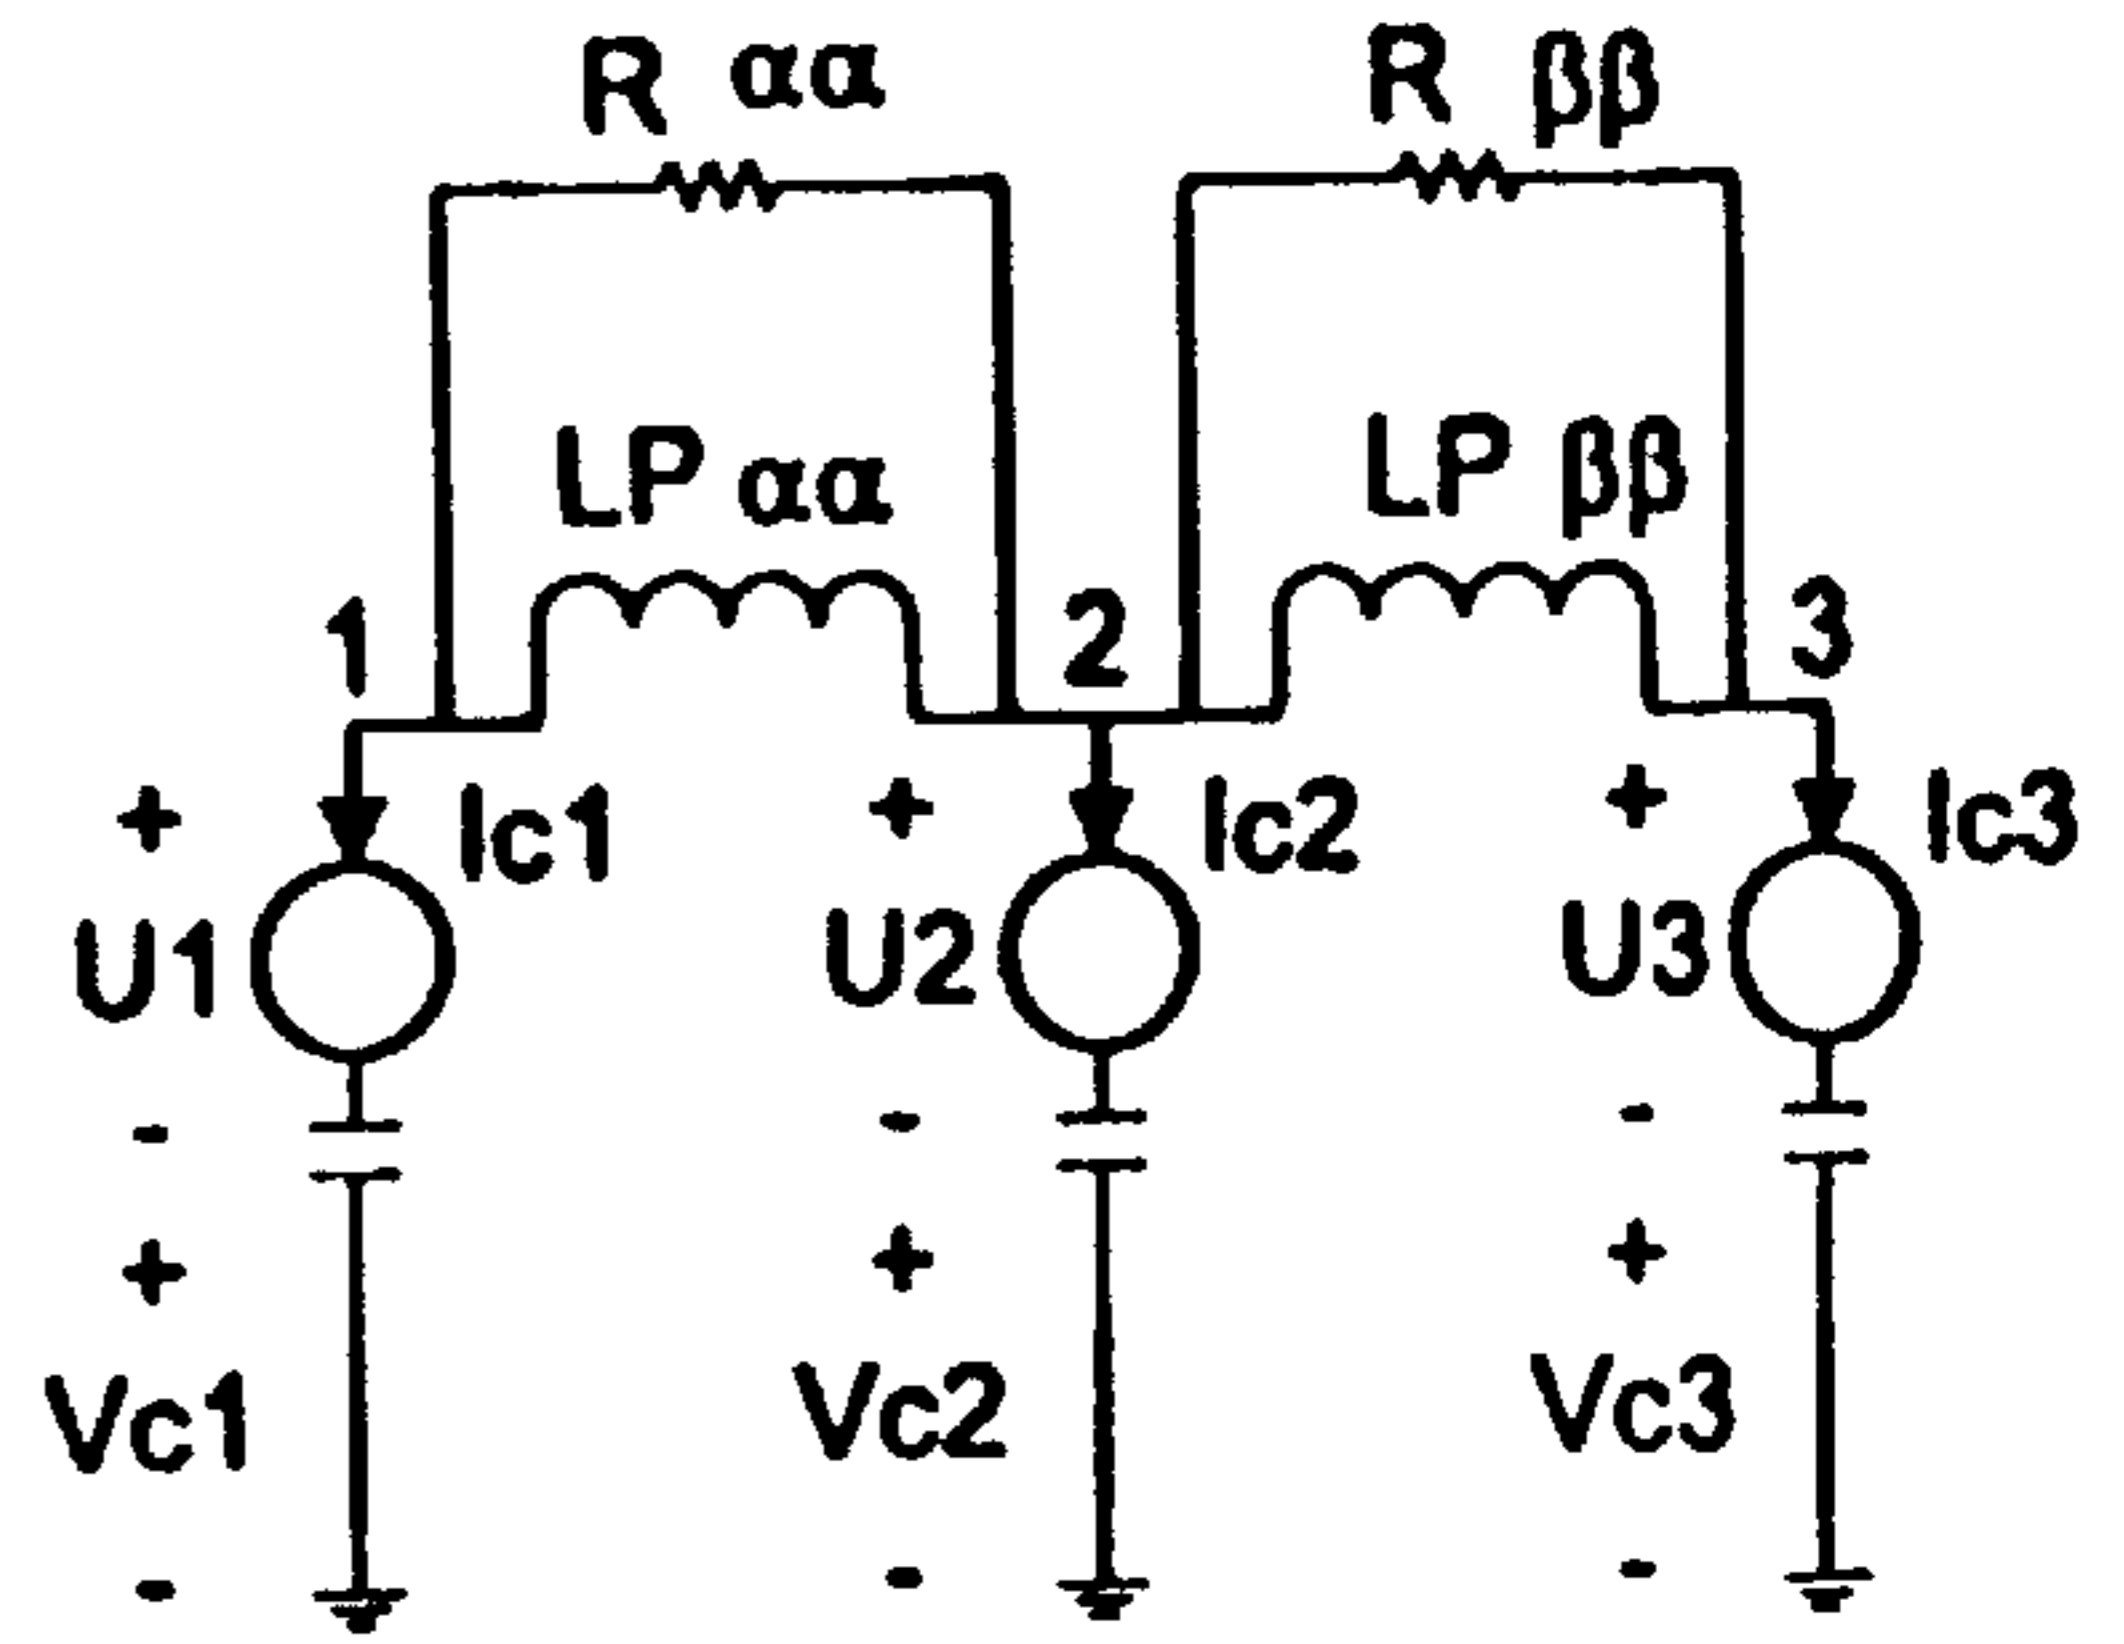 R αα R ββ
LP αα LP ββ
1 2 3
+ Ic1 + Ic2 + Ic3
U1 U2 U3
- - -
+ + +
Vc1 Vc2 Vc3
- - -